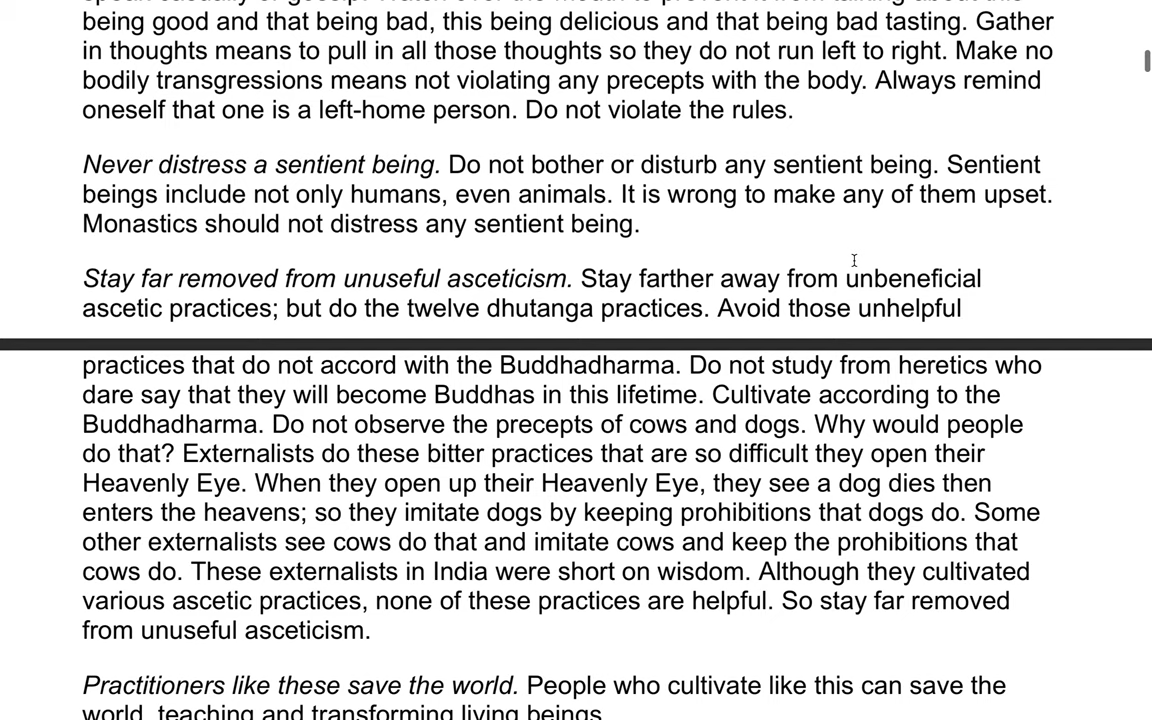 being good and that being bad, this being delicious and that being bad tasting. Gather
in thoughts means to pull in all those thoughts so they do not run left to right. Make no
bodily transgressions means not violating any precepts with the body. Always remind
oneself that one is a left-home person. Do not violate the rules.
Never distress a sentient being. Do not bother or disturb any sentient being. Sentient
beings include not only humans, even animals. It is wrong to make any of them upset.
Monastics should not distress any sentient being.
Stay far removed from unuseful asceticism. Stay farther away from unbeneficial
ascetic practices; but do the twelve dhutanga practices. Avoid those unhelpful
practices that do not accord with the Buddhadharma. Do not study from heretics who
dare say that they will become Buddhas in this lifetime. Cultivate according to the
Buddhadharma. Do not observe the precepts of cows and dogs. Why would people
do that? Externalists do these bitter practices that are so difficult they open their
Heavenly Eye. When they open up their Heavenly Eye, they see a dog dies then
enters the heavens; so they imitate dogs by keeping prohibitions that dogs do. Some
other externalists see cows do that and imitate cows and keep the prohibitions that
cows do. These externalists in India were short on wisdom. Although they cultivated
various ascetic practices, none of these practices are helpful. So stay far removed
from unuseful asceticism.
Practitioners like these save the world. People who cultivate like this can save the
world, teaching and transforming living beings.